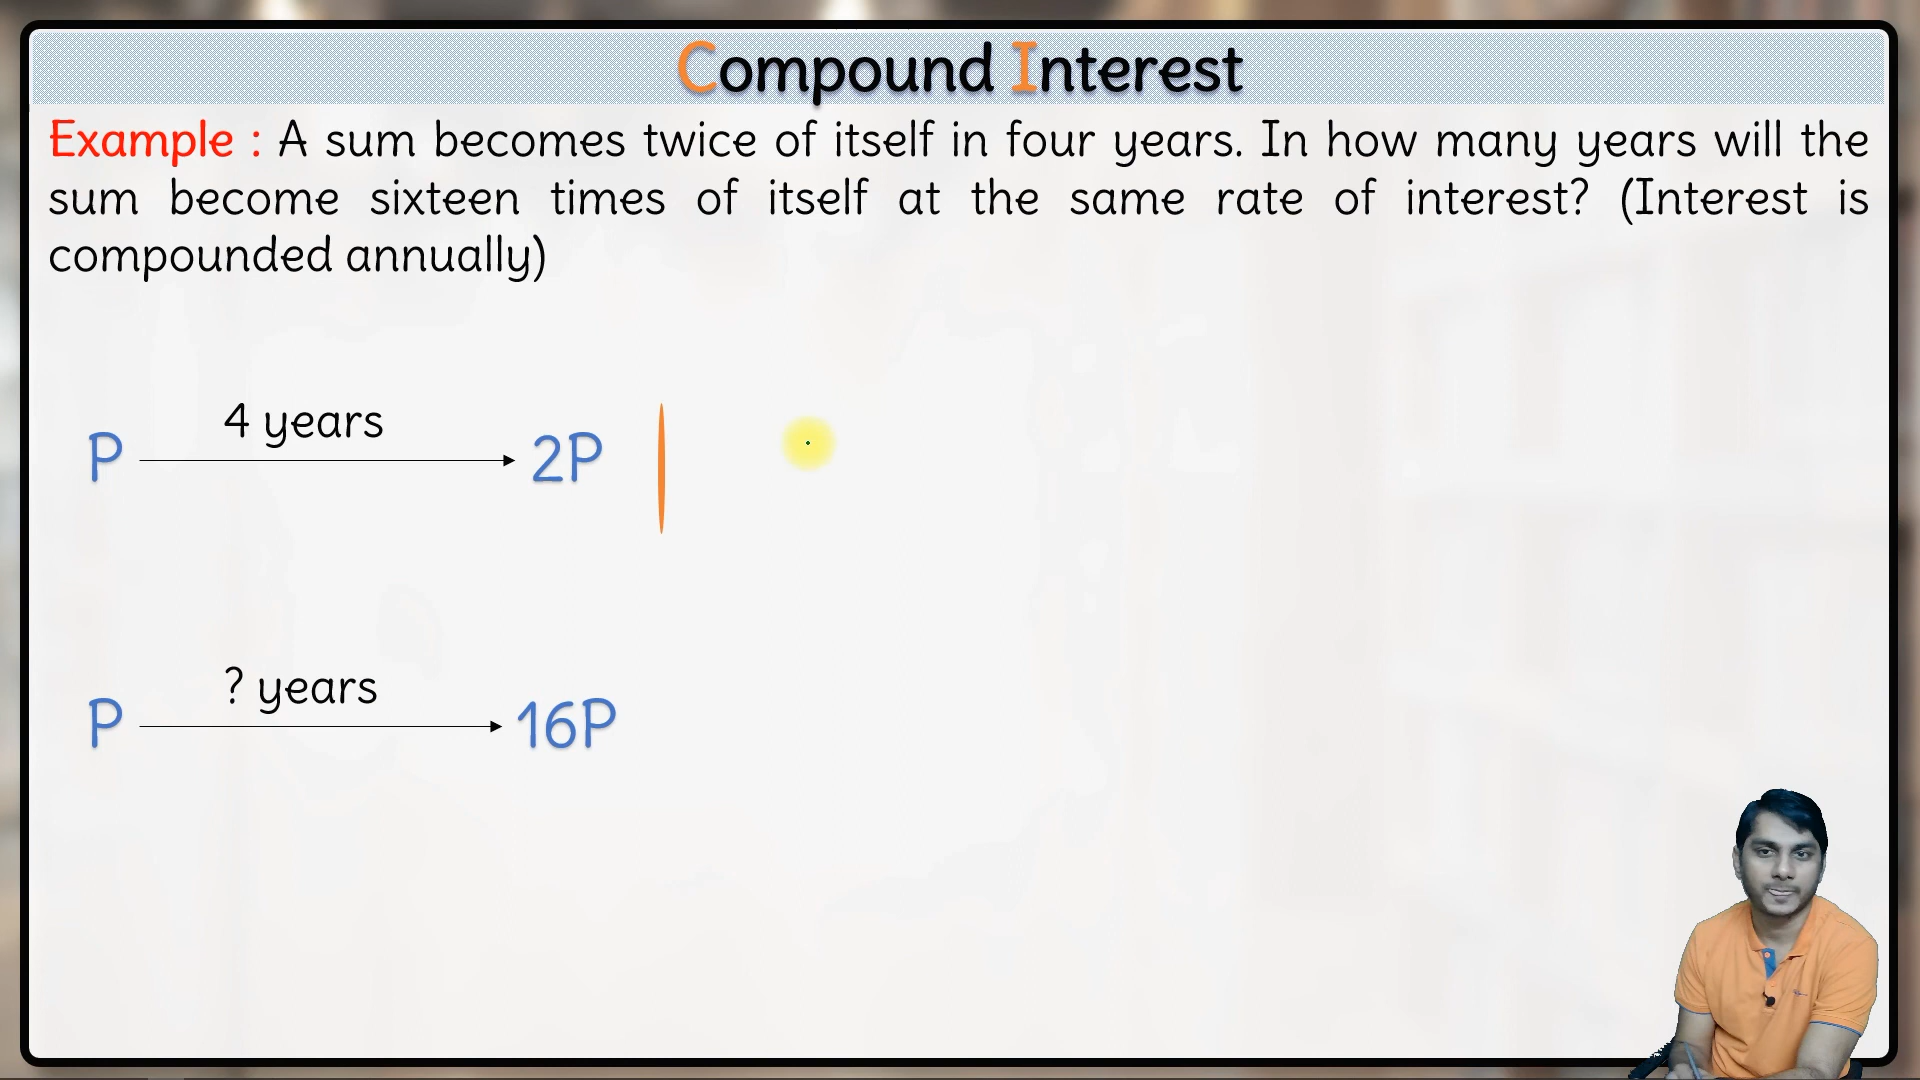 Compound Interest
Example : A sum becomes twice of itself in four years. In how many years will the
sum become sixteen times of itself at the same rate of interest? (Interest is
compounded annually)
4 years
P 2P
? years
P 16P